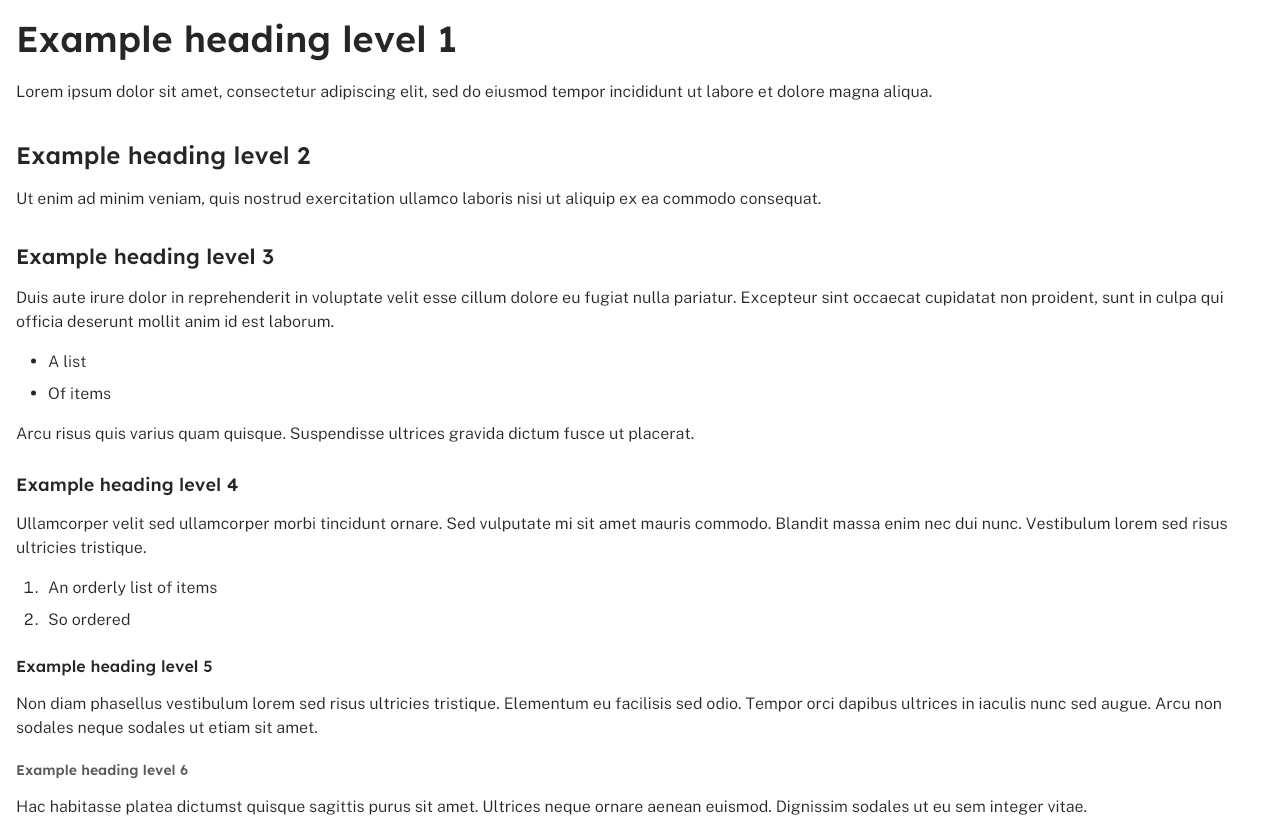 Example heading level 1
Lorem ipsum dolor sit amet, consectetur adipiscing elit, sed do eiusmod tempor incididunt ut labore et dolore magna aliqua.
Example heading level 2
Ut enim ad minim veniam, quis nostrud exercitation ullamco laboris nisi ut aliquip ex ea commodo consequat.
Example heading level 3
Duis aute irure dolor in reprehenderit in voluptate velit esse cillum dolore eu fugiat nulla pariatur. Excepteur sint occaecat cupidatat non proident, sunt in culpa qui
officia deserunt mollit anim id est laborum.
• A list
• Of items
Arcu risus quis varius quam quisque. Suspendisse ultrices gravida dictum fusce ut placerat.
Example heading level 4
Ullamcorper velit sed ullamcorper morbi tincidunt ornare. Sed vulputate mi sit amet mauris commodo. Blandit massa enim nec dui nunc. Vestibulum lorem sed risus
ultricies tristique.
1. An orderly list of items
2. So ordered
Example heading level 5
Non diam phasellus vestibulum lorem sed risus ultricies tristique. Elementum eu facilisis sed odio. Tempor orci dapibus ultrices in iaculis nunc sed augue. Arcu non
sodales neque sodales ut etiam sit amet.
Example heading level 6
Hac habitasse platea dictumst quisque sagittis purus sit amet. Ultrices neque ornare aenean euismod. Dignissim sodales ut eu sem integer vitae.